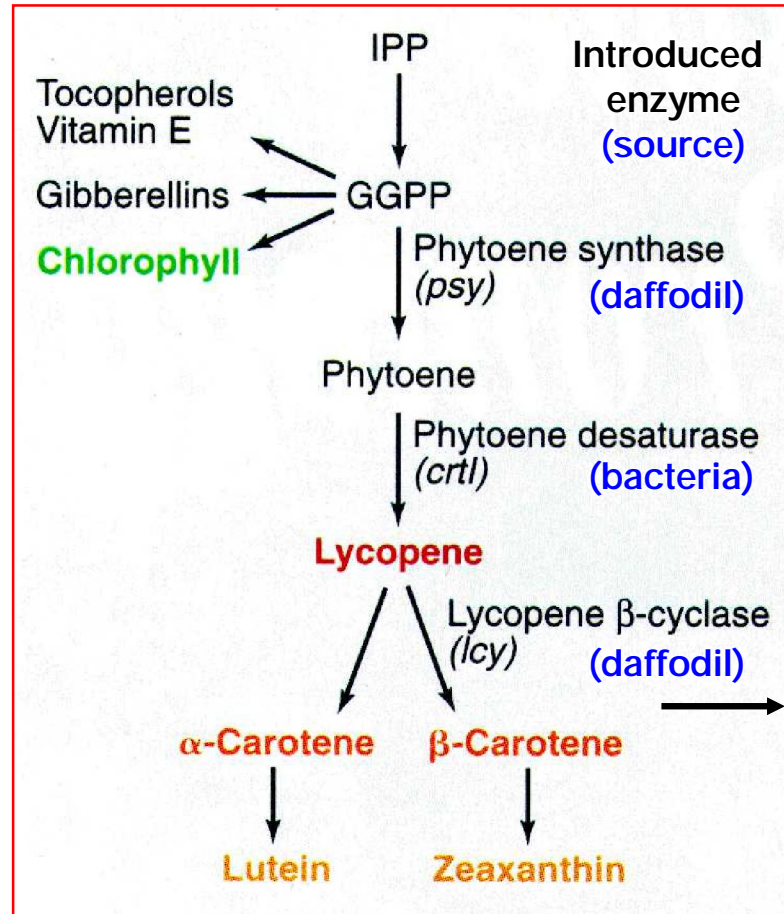 IPP
Introduced
enzyme
(source)
Tocopherols
Vitamin E
Gibberellins
GGPP
Chlorophyll
Phytoene synthase
(psy)
(daffodil)
Phytoene
Phytoene desaturase
(crtI)
(bacteria)
Lycopene
Lycopene β-cyclase
(lcy)
(daffodil)
α-Carotene
β-Carotene
Lutein
Zeaxanthin